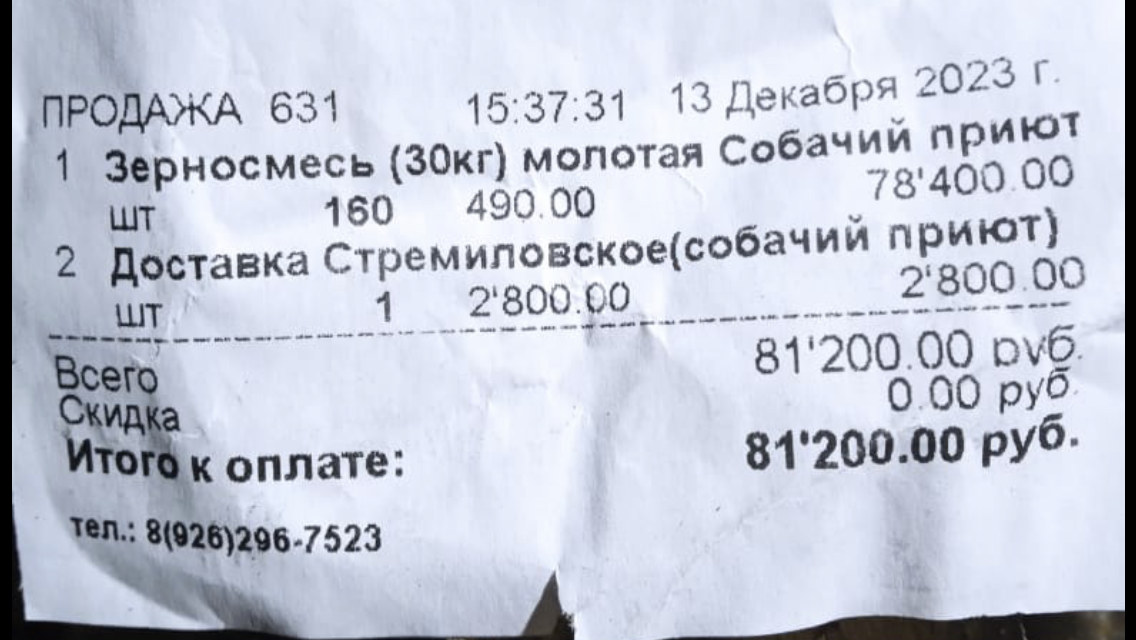 ПРОДАЖА 631 15:37:31 13 Декабря 2023 г.
1 Зерносмесь (30кг) молотая Собачий приют
шт 160 490.00 78'400.00
2 Доставка Стремиловское(собачий приют)
шт 1 2'800.00 2'800.00
Всего 81'200.00 руб.
Скидка 0.00 руб.
Итого к оплате: 81'200.00 руб.
тел.: 8(926)296-7523